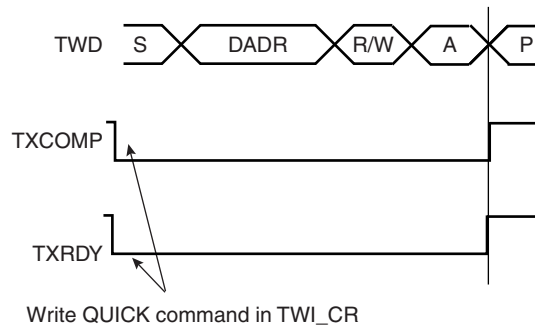 TWD S DADR R/W A P
TXCOMP
TXRDY
Write QUICK command in TWI_CR